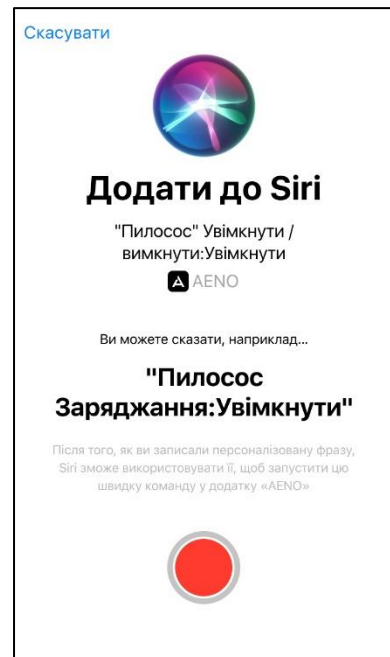 Скасувати
Додати до Siri
"Пилосос" Увімкнути /
вимкнути:Увімкнути
AENO
Ви можете сказати, наприклад...
"Пилосос
Заряджання:Увімкнути"
Після того, як ви записали персоналізовану фразу,
Siri зможе використовувати її, щоб запустити цю
швидку команду у додатку «AENO»